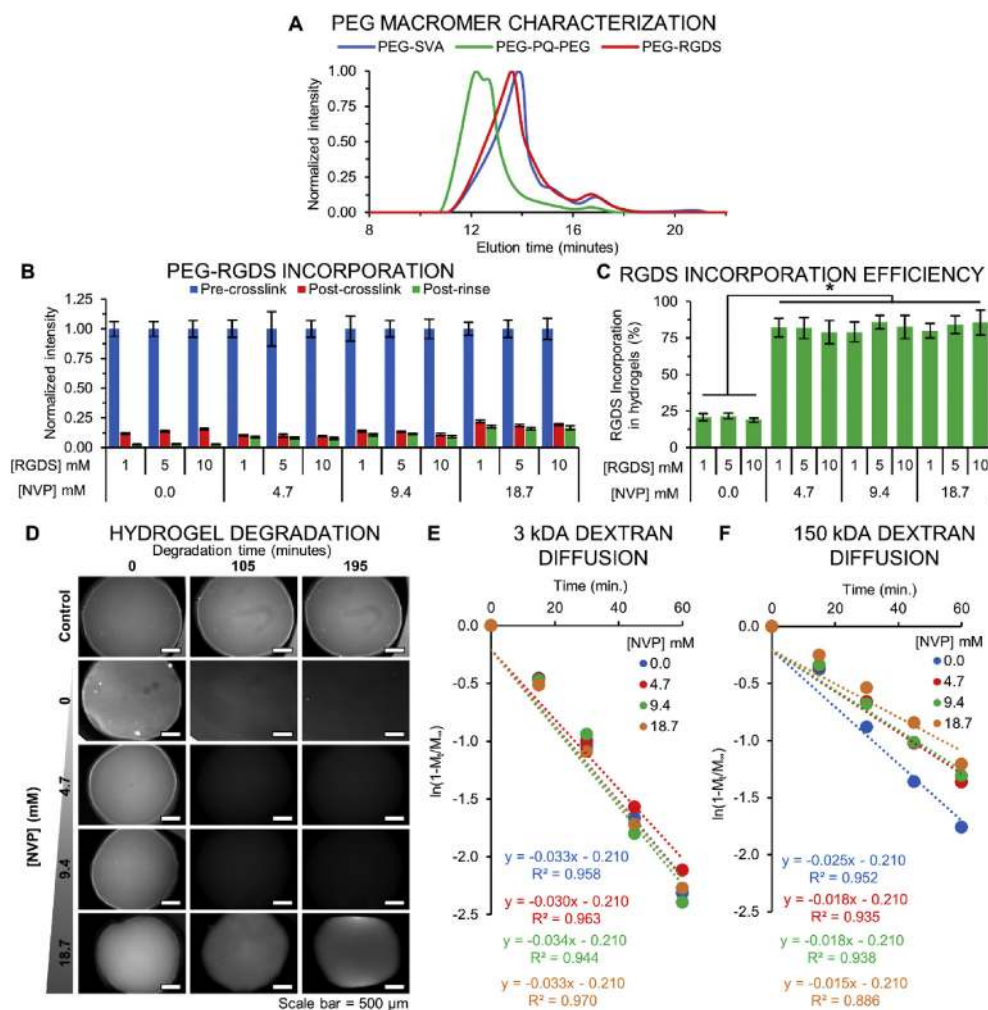 A PEG MACROMER CHARACTERIZATION
PEG-SVA PEG-PQ-PEG PEG-RGDS
Normalized intensity
1.00
0.75
0.50
0.25
0.00
8 12 16 20
Elution time (minutes)
B PEG-RGDS INCORPORATION
Pre-crosslink Post-crosslink Post-rinse
Normalized intensity
1.25
1.00
0.75
0.50
0.25
0.00
[RGDS] mM 1 5 10 1 5 10 1 5 10 1 5 10
[NVP] mM 0.0 4.7 9.4 18.7
C RGDS INCORPORATION EFFICIENCY
*
RGDS Incorporation
in hydrogels (%)
100
75
50
25
0
[RGDS] mM 1 5 10 1 5 10 1 5 10 1 5 10
[NVP] mM 0.0 4.7 9.4 18.7
D HYDROGEL DEGRADATION
Degradation time (minutes)
0 105 195
Control
0
4.7
9.4
18.7
[NVP] (mM)
Scale bar = 500 µm
E 3 kDA DEXTRAN
DIFFUSION
Time (min.)
0 20 40 60
0.0
-0.5
-1.0
-1.5
-2.0
-2.5
ln(1-Mₜ/M∞)
[NVP] mM
0.0
4.7
9.4
18.7
y = -0.033x - 0.210
R² = 0.958
y = -0.030x - 0.210
R² = 0.963
y = -0.034x - 0.210
R² = 0.944
y = -0.033x - 0.210
R² = 0.970
F 150 kDA DEXTRAN
DIFFUSION
Time (min.)
0 20 40 60
0.0
-0.5
-1.0
-1.5
-2.0
-2.5
ln(1-Mₜ/M∞)
[NVP] mM
0.0
4.7
9.4
18.7
y = -0.025x - 0.210
R² = 0.952
y = -0.018x - 0.210
R² = 0.935
y = -0.018x - 0.210
R² = 0.938
y = -0.015x - 0.210
R² = 0.886